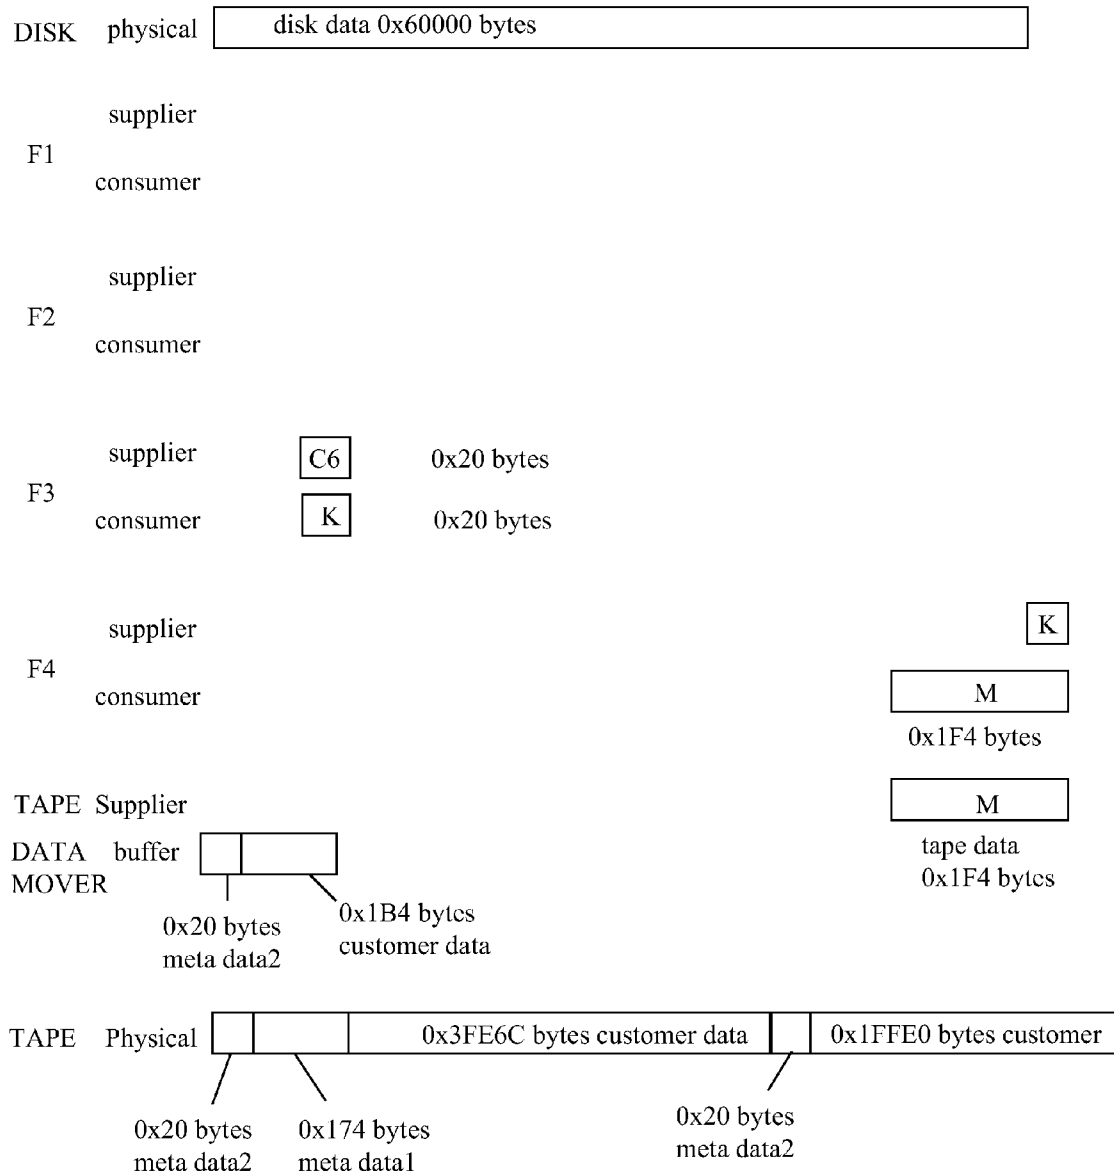 DISK physical disk data 0x60000 bytes
supplier
F1
consumer
supplier
F2
consumer
supplier C6 0x20 bytes
F3
consumer K 0x20 bytes
supplier K
F4
consumer M
0x1F4 bytes
TAPE Supplier M
DATA buffer tape data
MOVER 0x1F4 bytes
0x20 bytes 0x1B4 bytes
meta data2 customer data
TAPE Physical 0x3FE6C bytes customer data 0x1FFE0 bytes customer
0x20 bytes 0x174 bytes 0x20 bytes
meta data2 meta data1 meta data2